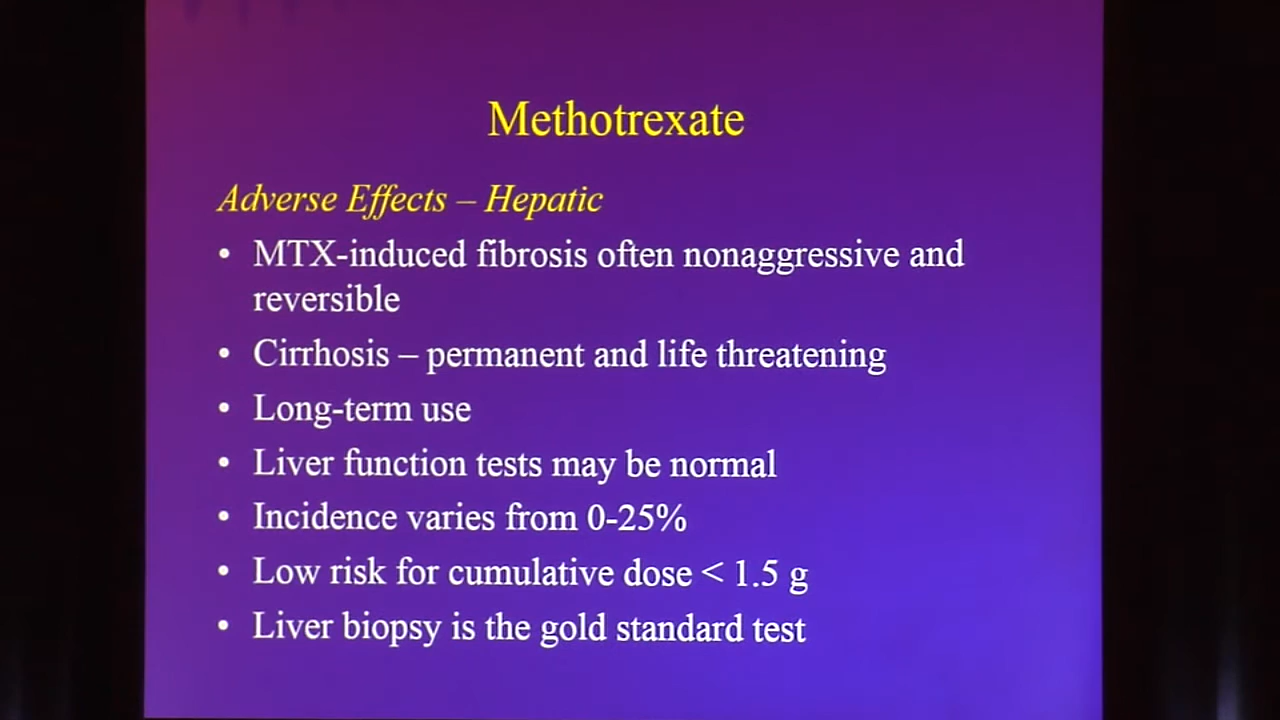 Methotrexate
Adverse Effects – Hepatic
• MTX-induced fibrosis often nonaggressive and
reversible
• Cirrhosis – permanent and life threatening
• Long-term use
• Liver function tests may be normal
• Incidence varies from 0-25%
• Low risk for cumulative dose < 1.5 g
• Liver biopsy is the gold standard test